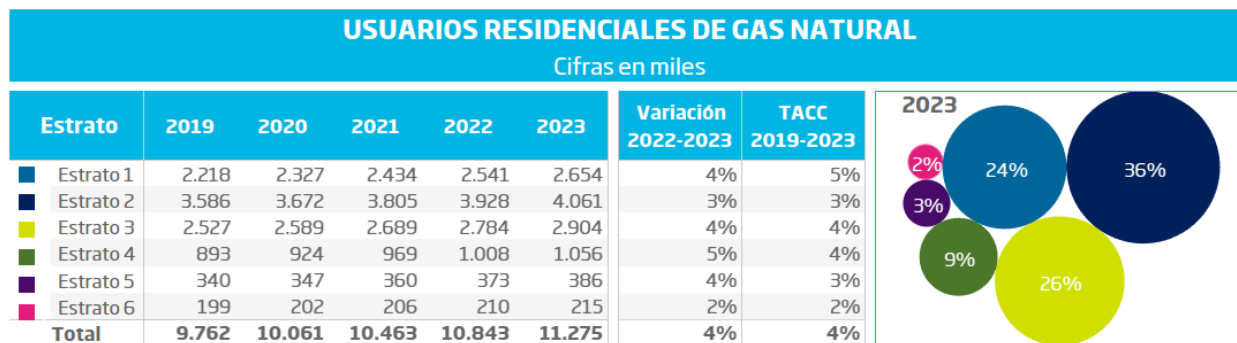 USUARIOS RESIDENCIALES DE GAS NATURAL
Cifras en miles
Estrato 2019 2020 2021 2022 2023 Variación 2022-2023 TACC 2019-2023
Estrato 1 2.218 2.327 2.434 2.541 2.654 4% 5%
Estrato 2 3.586 3.672 3.805 3.928 4.061 3% 3%
Estrato 3 2.527 2.589 2.689 2.784 2.904 4% 4%
Estrato 4 893 924 969 1.008 1.056 5% 4%
Estrato 5 340 347 360 373 386 4% 3%
Estrato 6 199 202 206 210 215 2% 2%
Total 9.762 10.061 10.463 10.843 11.275 4% 4%
2023
2%
24%
36%
3%
9%
26%